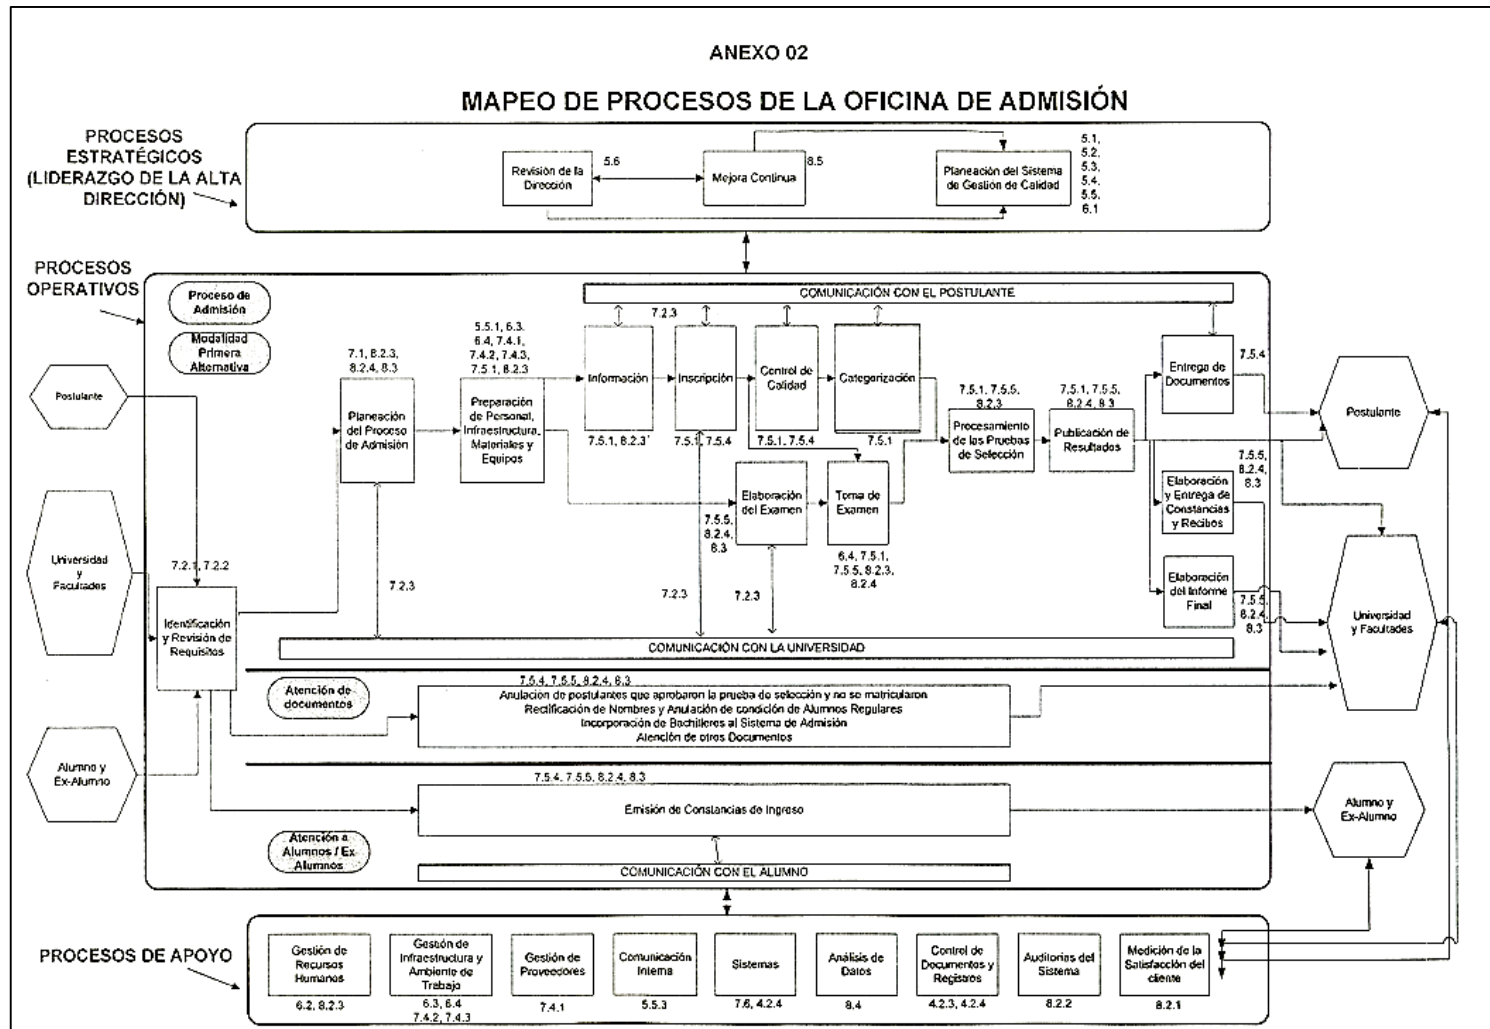 ANEXO 02
MAPEO DE PROCESOS DE LA OFICINA DE ADMISIÓN
PROCESOS
ESTRATÉGICOS
(LIDERAZGO DE LA ALTA
DIRECCIÓN)
Revisión de la
Dirección
5.6
Mejora Continua
8.5
Planeación del Sistema
de Gestión de Calidad
5.1,
5.2,
5.3,
5.4,
5.5,
6.1
PROCESOS
OPERATIVOS
Proceso de
Admisión
Modalidad
Primera
Alternativa
COMUNICACIÓN CON EL POSTULANTE
7.2.3
Postulante
Universidad
y
Facultades
Alumno y
Ex-Alumno
7.2.1, 7.2.2
Identificación
y Revisión de
Requisitos
7.1, 8.2.3,
8.2.4, 8.3
Planeación
del Proceso
de Admisión
7.2.3
5.5.1, 6.3.
6.4, 7.4.1,
7.4.2, 7.4.3,
7.5.1, 8.2.3
Preparación
de Personal,
Infraestructura,
Materiales y
Equipos
Información
7.5.1, 8.2.3
Inscripción
7.5.1, 7.5.4
7.2.3
Control de
Calidad
7.5.1, 7.5.4
Categorización
7.5.1
Elaboración
del Examen
7.5.5,
8.2.4,
8.3
7.2.3
Toma de
Examen
6.4, 7.5.1,
7.5.5, 8.2.3,
8.2.4
7.5.1, 7.5.5,
8.2.3
Procesamiento
de las Pruebas
de Selección
7.5.1, 7.5.5,
8.2.4, 8.3
Publicación de
Resultados
Entrega de
Documentos
7.5.4
Elaboración
y Entrega de
Constancias
y Recibos
7.5.5,
8.2.4,
8.3
Elaboración
del Informe
Final
7.5.5,
8.2.4,
8.3
Postulante
Universidad
y Facultades
Alumno y
Ex-Alumno
COMUNICACIÓN CON LA UNIVERSIDAD
Atención de
documentos
7.5.4, 7.5.5, 8.2.4, 8.3
Anulación de postulantes que aprobaron la prueba de selección y no se matricularon
Rectificación de Nombres y Anulación de condición de Alumnos Regulares
Incorporación de Bachilleres al Sistema de Admisión
Atención de otros Documentos
7.5.4, 7.5.5, 8.2.4, 8.3
Emisión de Constancias de Ingreso
Atención a
Alumnos / Ex
Alumnos
COMUNICACIÓN CON EL ALUMNO
PROCESOS DE APOYO
Gestión de
Recursos
Humanos
6.2, 8.2.3
Gestión de
Infraestructura y
Ambiente de
Trabajo
6.3, 6.4
7.4.2, 7.4.3
Gestión de
Proveedores
7.4.1
Comunicación
Interna
5.5.3
Sistemas
7.6, 4.2.4
Análisis de
Datos
8.4
Control de
Documentos y
Registros
4.2.3, 4.2.4
Auditorias del
Sistema
8.2.2
Medición de la
Satisfacción del
cliente
8.2.1